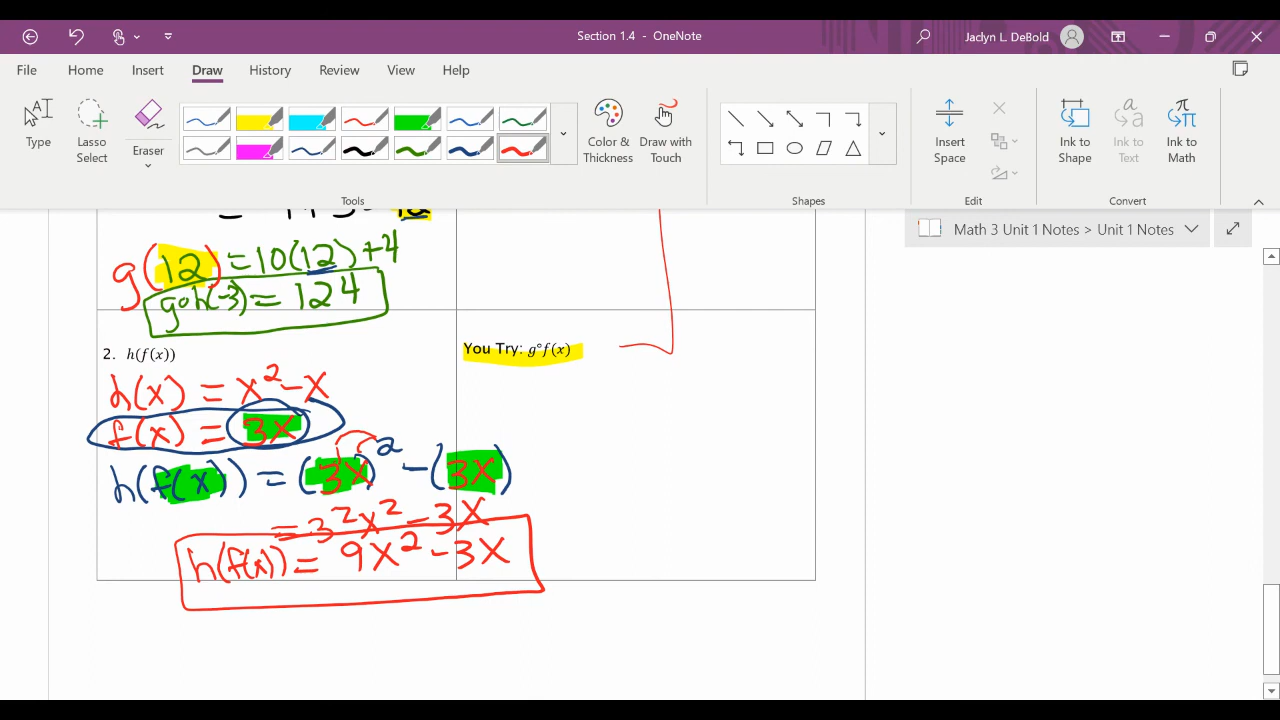 Section 1.4 - OneNote
Jaclyn L. DeBold
File Home Insert Draw History Review View Help
Type
Lasso Select
Eraser
Color & Thickness
Draw with Touch
Insert Space
Ink to Shape
Ink to Text
Ink to Math
Tools
Shapes
Edit
Convert
Math 3 Unit 1 Notes > Unit 1 Notes
g(12) = 10(12) + 4
g∘h(-3) = 124
2. h(f(x))
h(x) = x² - x
f(x) = 3x
h(f(x)) = (3x)² - (3x)
= 3²x² - 3x
h(f(x)) = 9x² - 3x
You Try: g°f(x)